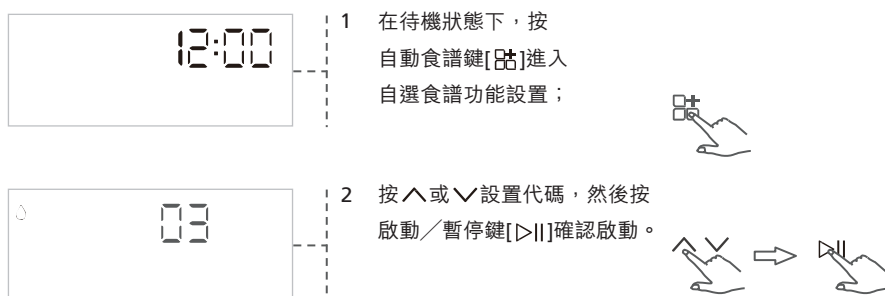 12:00
1 在待機狀態下，按
自動食譜鍵[]進入
自選食譜功能設置；
03
2 按∧或∨設置代碼，然後按
啟動／暫停鍵[▷||]確認啟動。
▷||